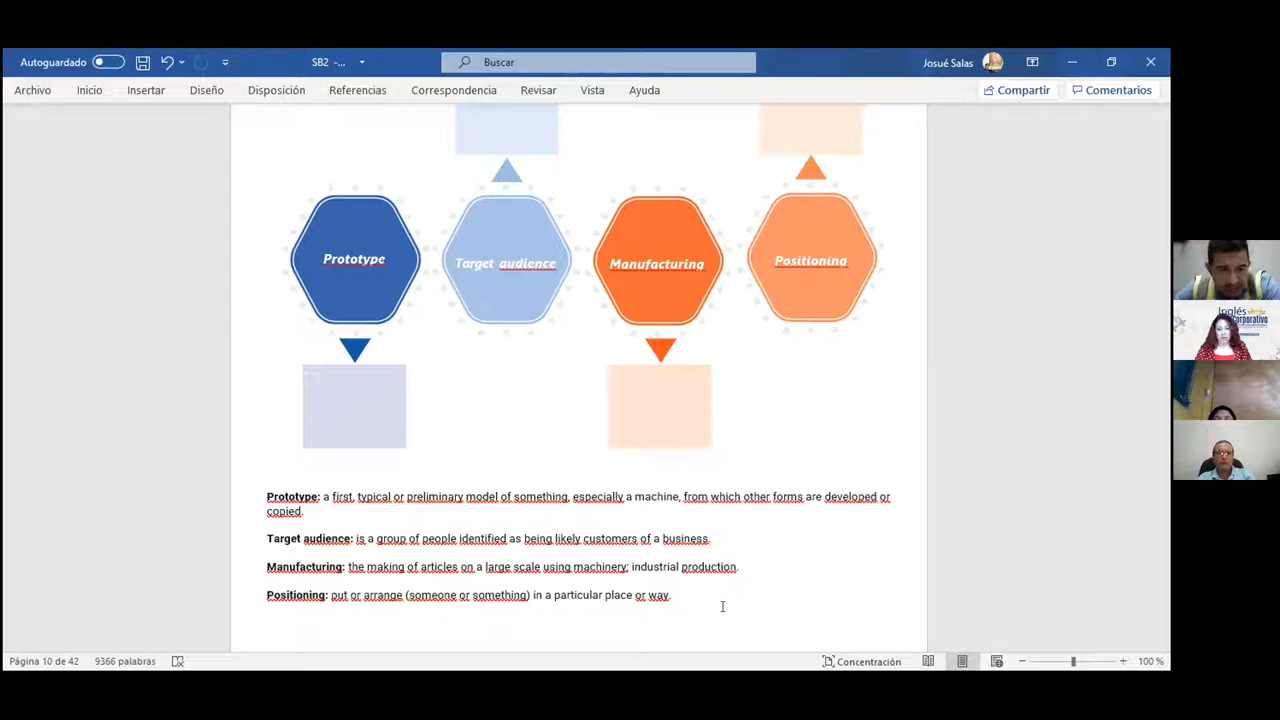 Autoguardado
SB2 -...
Buscar
Josué Salas
Archivo Inicio Insertar Diseño Disposición Referencias Correspondencia Revisar Vista Ayuda Compartir Comentarios
Prototype
Target audience
Manufacturing
Positioning
Inglés
Corporativo
Prototype: a first, typical or preliminary model of something, especially a machine, from which other forms are developed or
copied.
Target audience: is a group of people identified as being likely customers of a business.
Manufacturing: the making of articles on a large scale using machinery; industrial production.
Positioning: put or arrange (someone or something) in a particular place or way.
Página 10 de 42 9366 palabras Concentración 100 %